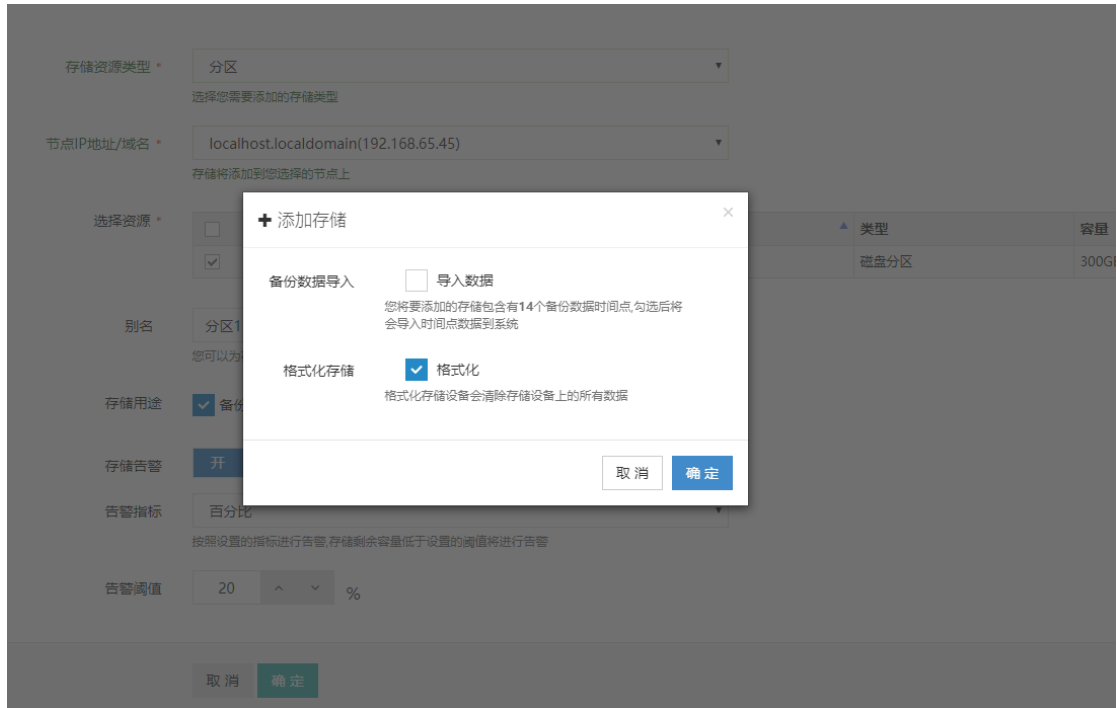 存储资源类型 * 分区
选择您需要添加的存储类型
节点IP地址/域名 * localhost.localdomain(192.168.65.45)
存储将添加到您选择的节点上
选择资源 *
类型 容量
磁盘分区 300GB
添加存储 ×
备份数据导入 导入数据
您将要添加的存储包含有14个备份数据时间点,勾选后将
会导入时间点数据到系统
格式化存储 格式化
格式化存储设备会清除存储设备上的所有数据
取消 确定
别名 分区1
您可以为
存储用途 备份
存储告警 开
告警指标 百分比
按照设置的指标进行告警,存储剩余容量低于设置的阈值将进行告警
告警阈值 20 %
取消 确定